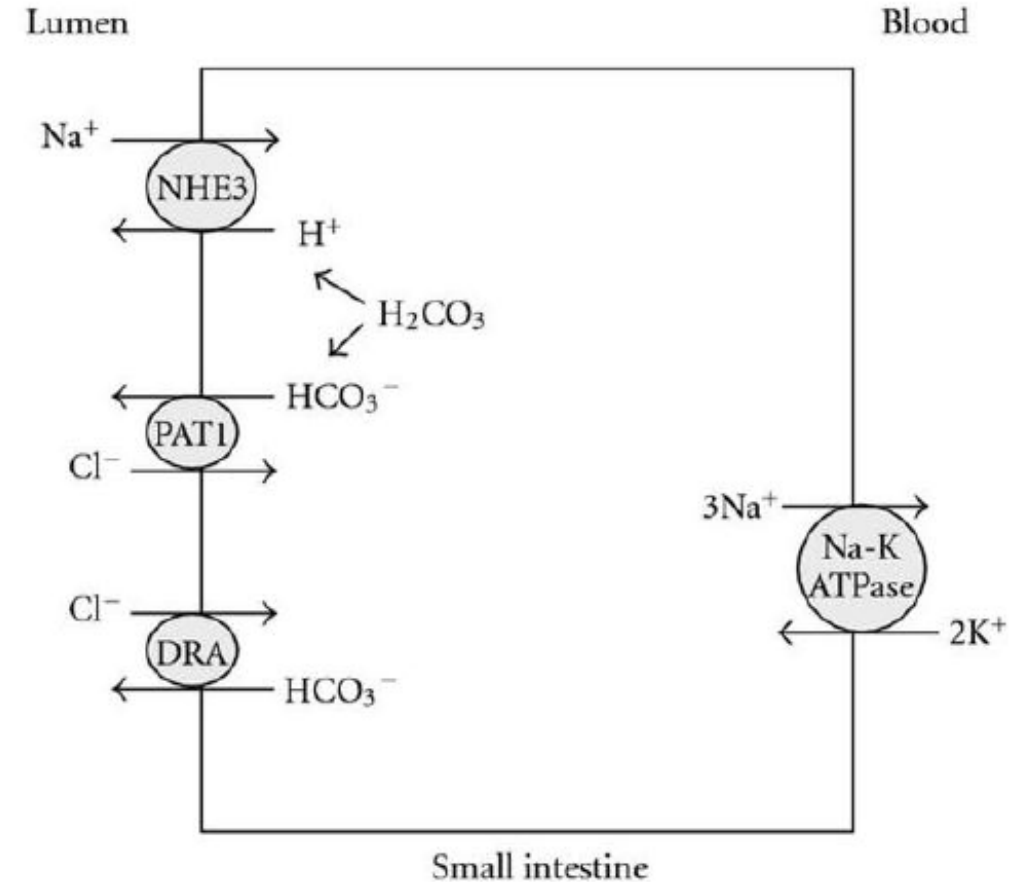 Lumen
Blood
Na⁺
NHE3
H⁺
H₂CO₃
HCO₃⁻
PAT1
Cl⁻
3Na⁺
Na-K
ATPase
2K⁺
Cl⁻
DRA
HCO₃⁻
Small intestine